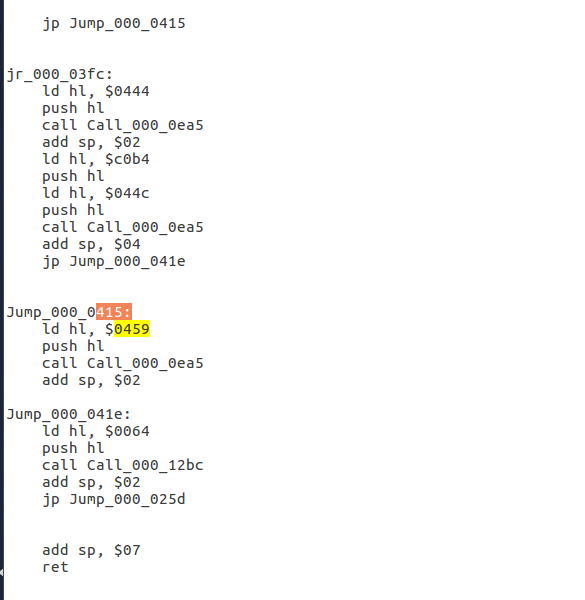 jp Jump_000_0415
jr_000_03fc:
ld hl, $0444
push hl
call Call_000_0ea5
add sp, $02
ld hl, $c0b4
push hl
ld hl, $044c
push hl
call Call_000_0ea5
add sp, $04
jp Jump_000_041e
Jump_000_0415:
ld hl, $0459
push hl
call Call_000_0ea5
add sp, $02
Jump_000_041e:
ld hl, $0064
push hl
call Call_000_12bc
add sp, $02
jp Jump_000_025d
add sp, $07
ret